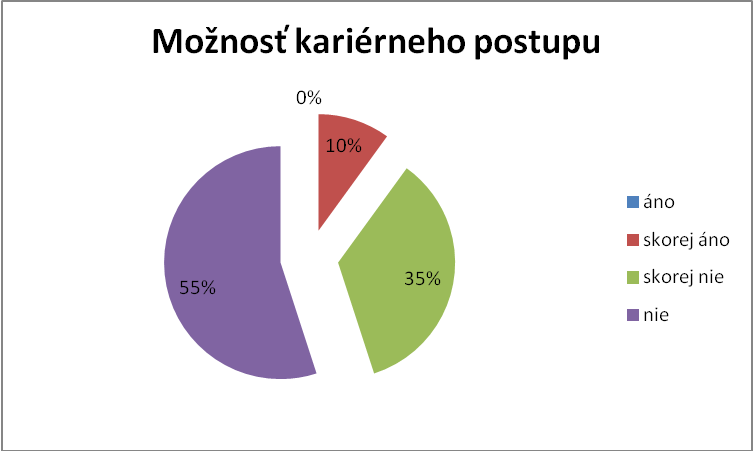 Možnosť kariérneho postupu
0%
10%
35%
55%
áno
skorej áno
skorej nie
nie